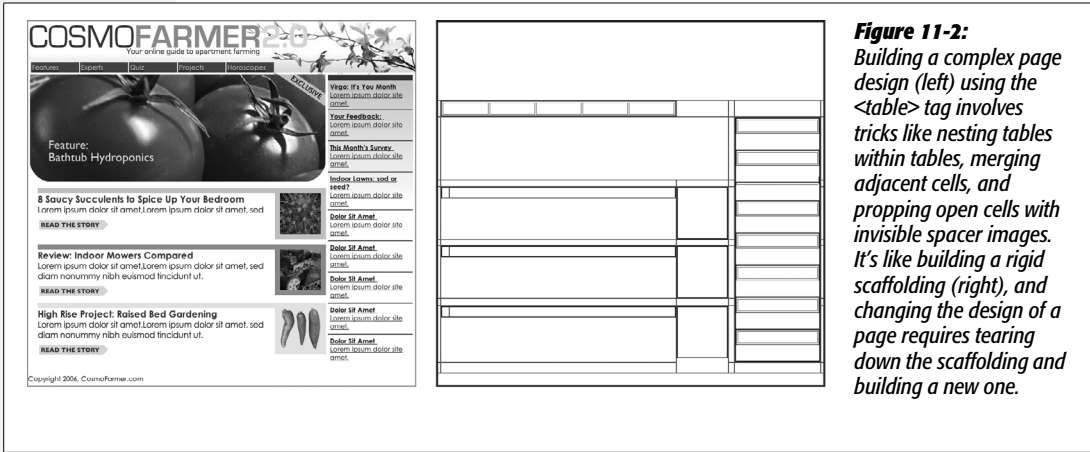 COSMOFARMER 2.0
Your online guide to apartment farming
Features Experts Quiz Projects Horoscopes
EXCLUSIVE
Feature:
Bathtub Hydroponics
8 Saucy Succulents to Spice Up Your Bedroom
Lorem ipsum dolor sit amet,Lorem ipsum dolor sit amet, sed
READ THE STORY
Review: Indoor Mowers Compared
Lorem ipsum dolor sit amet,Lorem ipsum dolor sit amet, sed
diam nonummy nibh euismod tincidunt ut.
READ THE STORY
High Rise Project: Raised Bed Gardening
Lorem ipsum dolor sit amet,Lorem ipsum dolor sit amet, sed
diam nonummy nibh euismod tincidunt ut.
READ THE STORY
Virgo: It's You Month
Lorem ipsum dolor site
amet.
Your Feedback:
Lorem ipsum dolor site
amet.
This Month's Survey
Lorem ipsum dolor site
amet.
Indoor Lawns: sod or
seed?
Lorem ipsum dolor site
amet.
Dolor Sit Amet
Lorem ipsum dolor site
amet.
Dolor Sit Amet
Lorem ipsum dolor site
amet.
Dolor Sit Amet
Lorem ipsum dolor site
amet.
Dolor Sit Amet
Lorem ipsum dolor site
amet.
Dolor Sit Amet
Lorem ipsum dolor site
amet.
Copyright 2006, CosmoFarmer.com
Figure 11-2:
Building a complex page
design (left) using the
<table> tag involves
tricks like nesting tables
within tables, merging
adjacent cells, and
propping open cells with
invisible spacer images.
It's like building a rigid
scaffolding (right), and
changing the design of a
page requires tearing
down the scaffolding and
building a new one.